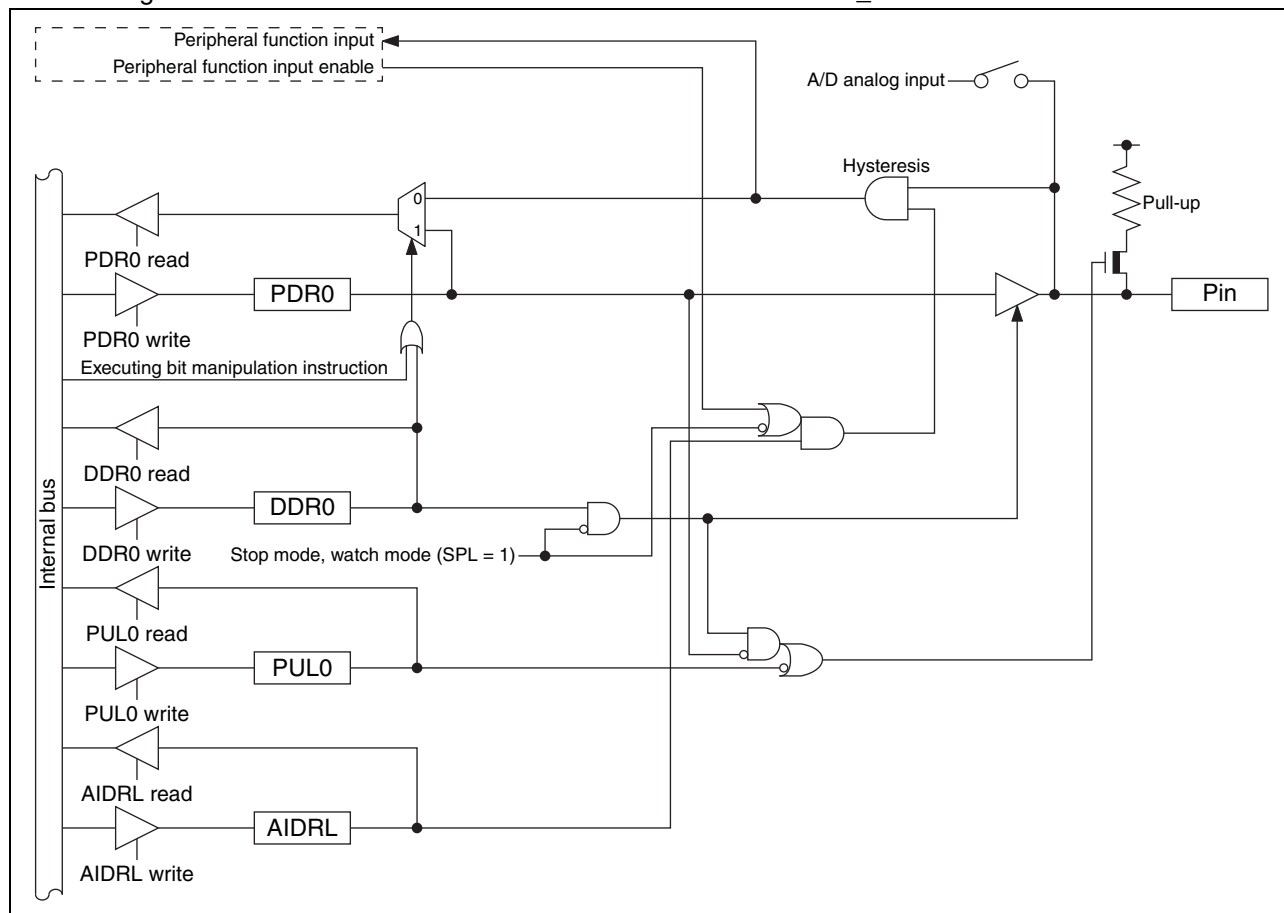 Peripheral function input
Peripheral function input enable
A/D analog input
Hysteresis
Pull-up
0
1
PDR0 read
PDR0
Pin
PDR0 write
Executing bit manipulation instruction
DDR0 read
DDR0
DDR0 write
Stop mode, watch mode (SPL = 1)
Internal bus
PUL0 read
PUL0
PUL0 write
AIDRL read
AIDRL
AIDRL write